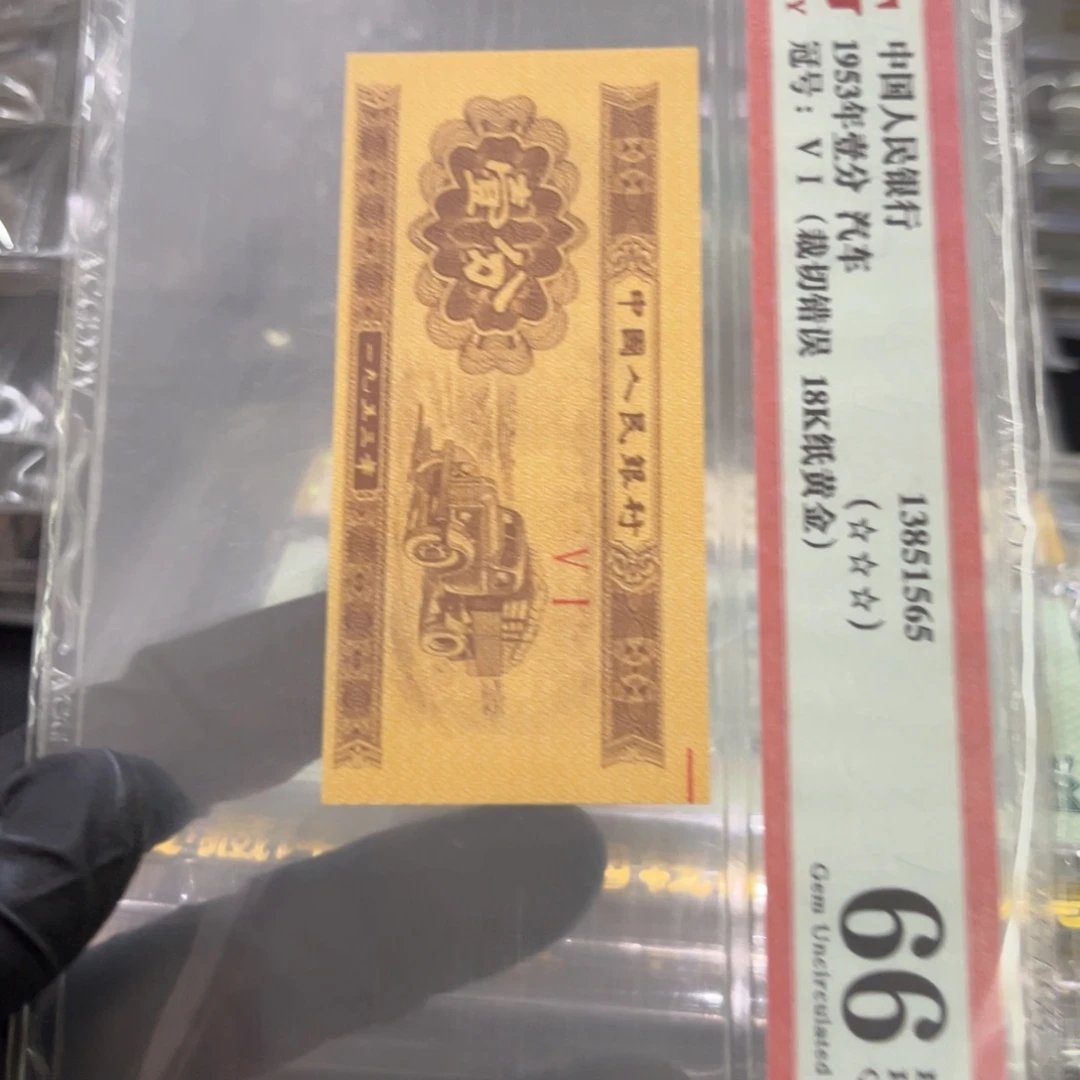 中国人民银行
1953年壹分 汽车
冠号：V I （裁切错误 18K纸黄金）
13851565
（☆☆☆）
66
Gem Uncirculated
中國人民銀行
壹分
V I
一九五三年